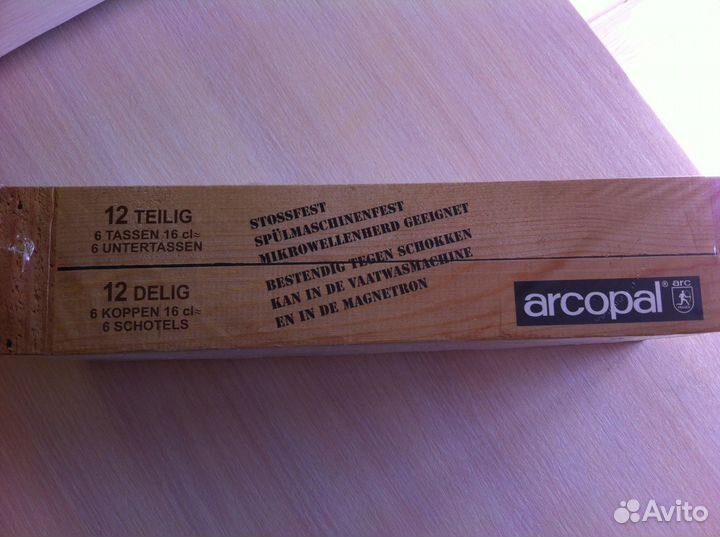 12 TEILIG
6 TASSEN 16 cl≈
6 UNTERTASSEN
STOSSFEST
SPÜLMASCHINENFEST
MIKROWELLENHERD GEEIGNET
12 DELIG
6 KOPPEN 16 cl≈
6 SCHOTELS
BESTENDIG TEGEN SCHOKKEN
KAN IN DE VAATWASMACHINE
EN IN DE MAGNETRON
arcopal®
arc
Avito